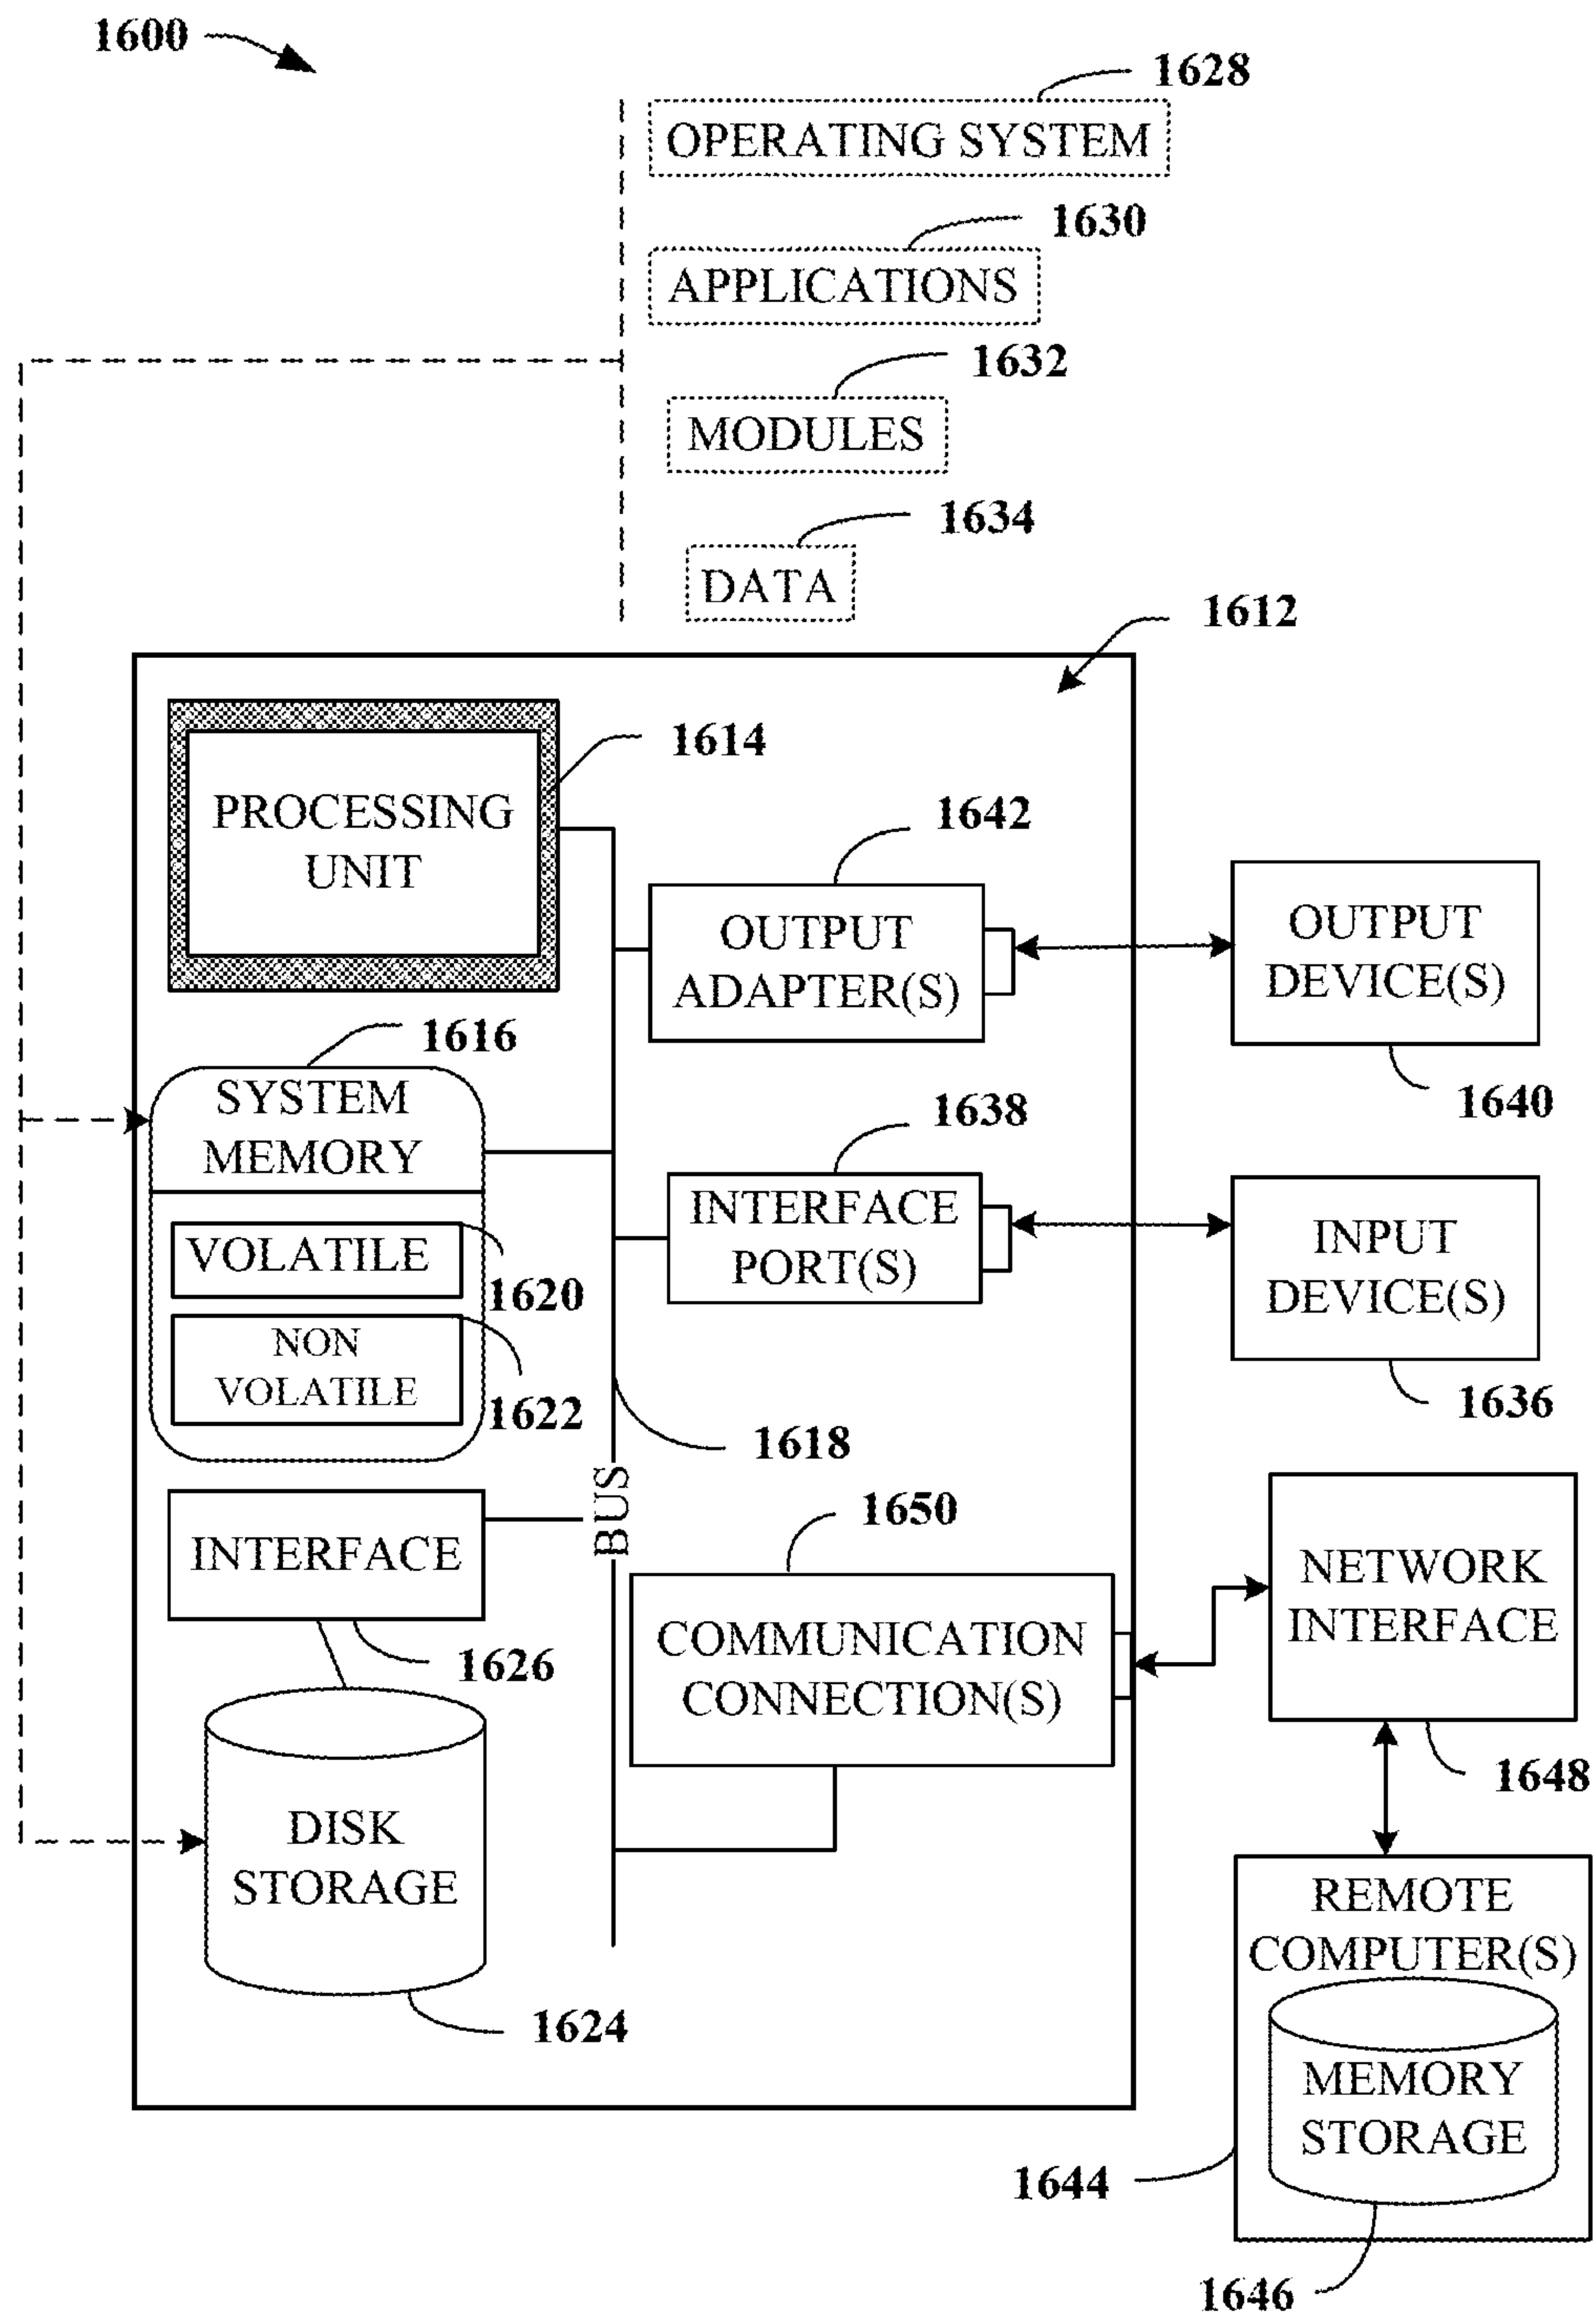 1600
1628
OPERATING SYSTEM
1630
APPLICATIONS
1632
MODULES
1634
DATA
1612
PROCESSING
UNIT
1614
1642
OUTPUT
ADAPTER(S)
OUTPUT
DEVICE(S)
1640
1616
SYSTEM
MEMORY
1638
INTERFACE
PORT(S)
INPUT
DEVICE(S)
1636
VOLATILE
1620
NON
VOLATILE
1622
1618
BUS
INTERFACE
1626
1650
COMMUNICATION
CONNECTION(S)
NETWORK
INTERFACE
1648
DISK
STORAGE
1624
REMOTE
COMPUTER(S)
MEMORY
STORAGE
1644
1646